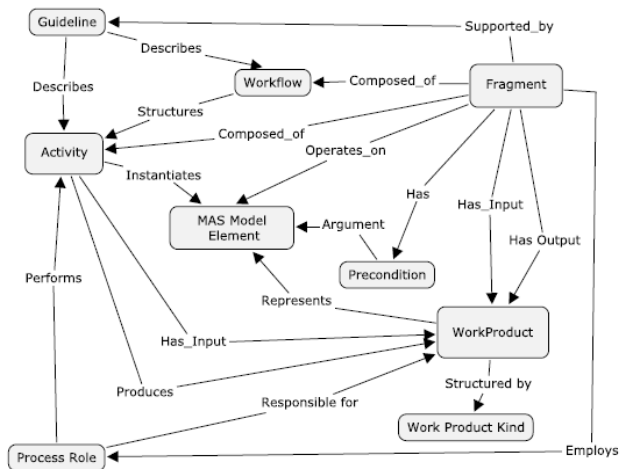 Guideline
Supported_by
Describes
Describes
Workflow
Composed_of
Fragment
Structures
Composed_of
Activity
Operates_on
Instantiates
Has
Has_Input
MAS Model
Element
Argument
Has Output
Performs
Precondition
Represents
WorkProduct
Has_Input
Produces
Structured by
Responsible for
Work Product Kind
Process Role
Employs